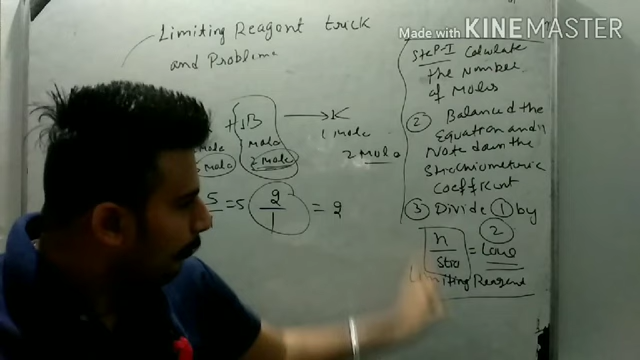 Made with KINEMASTER
Limiting Reagent trick
and Problems
+1B → K
mole mole 1 mole
5 mole 2 mole 2 mole
5 = 5 2/1 = 2
Step-I Calculate
the Number
of Moles
② Balanced the
Equation and
Note down the
Stoichiometric
Coefficient
③ Divide ① by
②
n/Stio = Low
Limiting Reagent